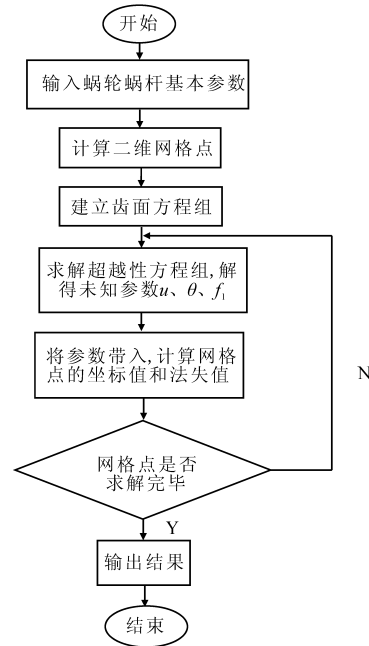 开始
输入蜗轮蜗杆基本参数
计算二维网格点
建立齿面方程组
求解超越性方程组,解
得未知参数u、θ、f₁
将参数带入,计算网格
点的坐标值和法失值
N
网格点是否
求解完毕
Y
输出结果
结束